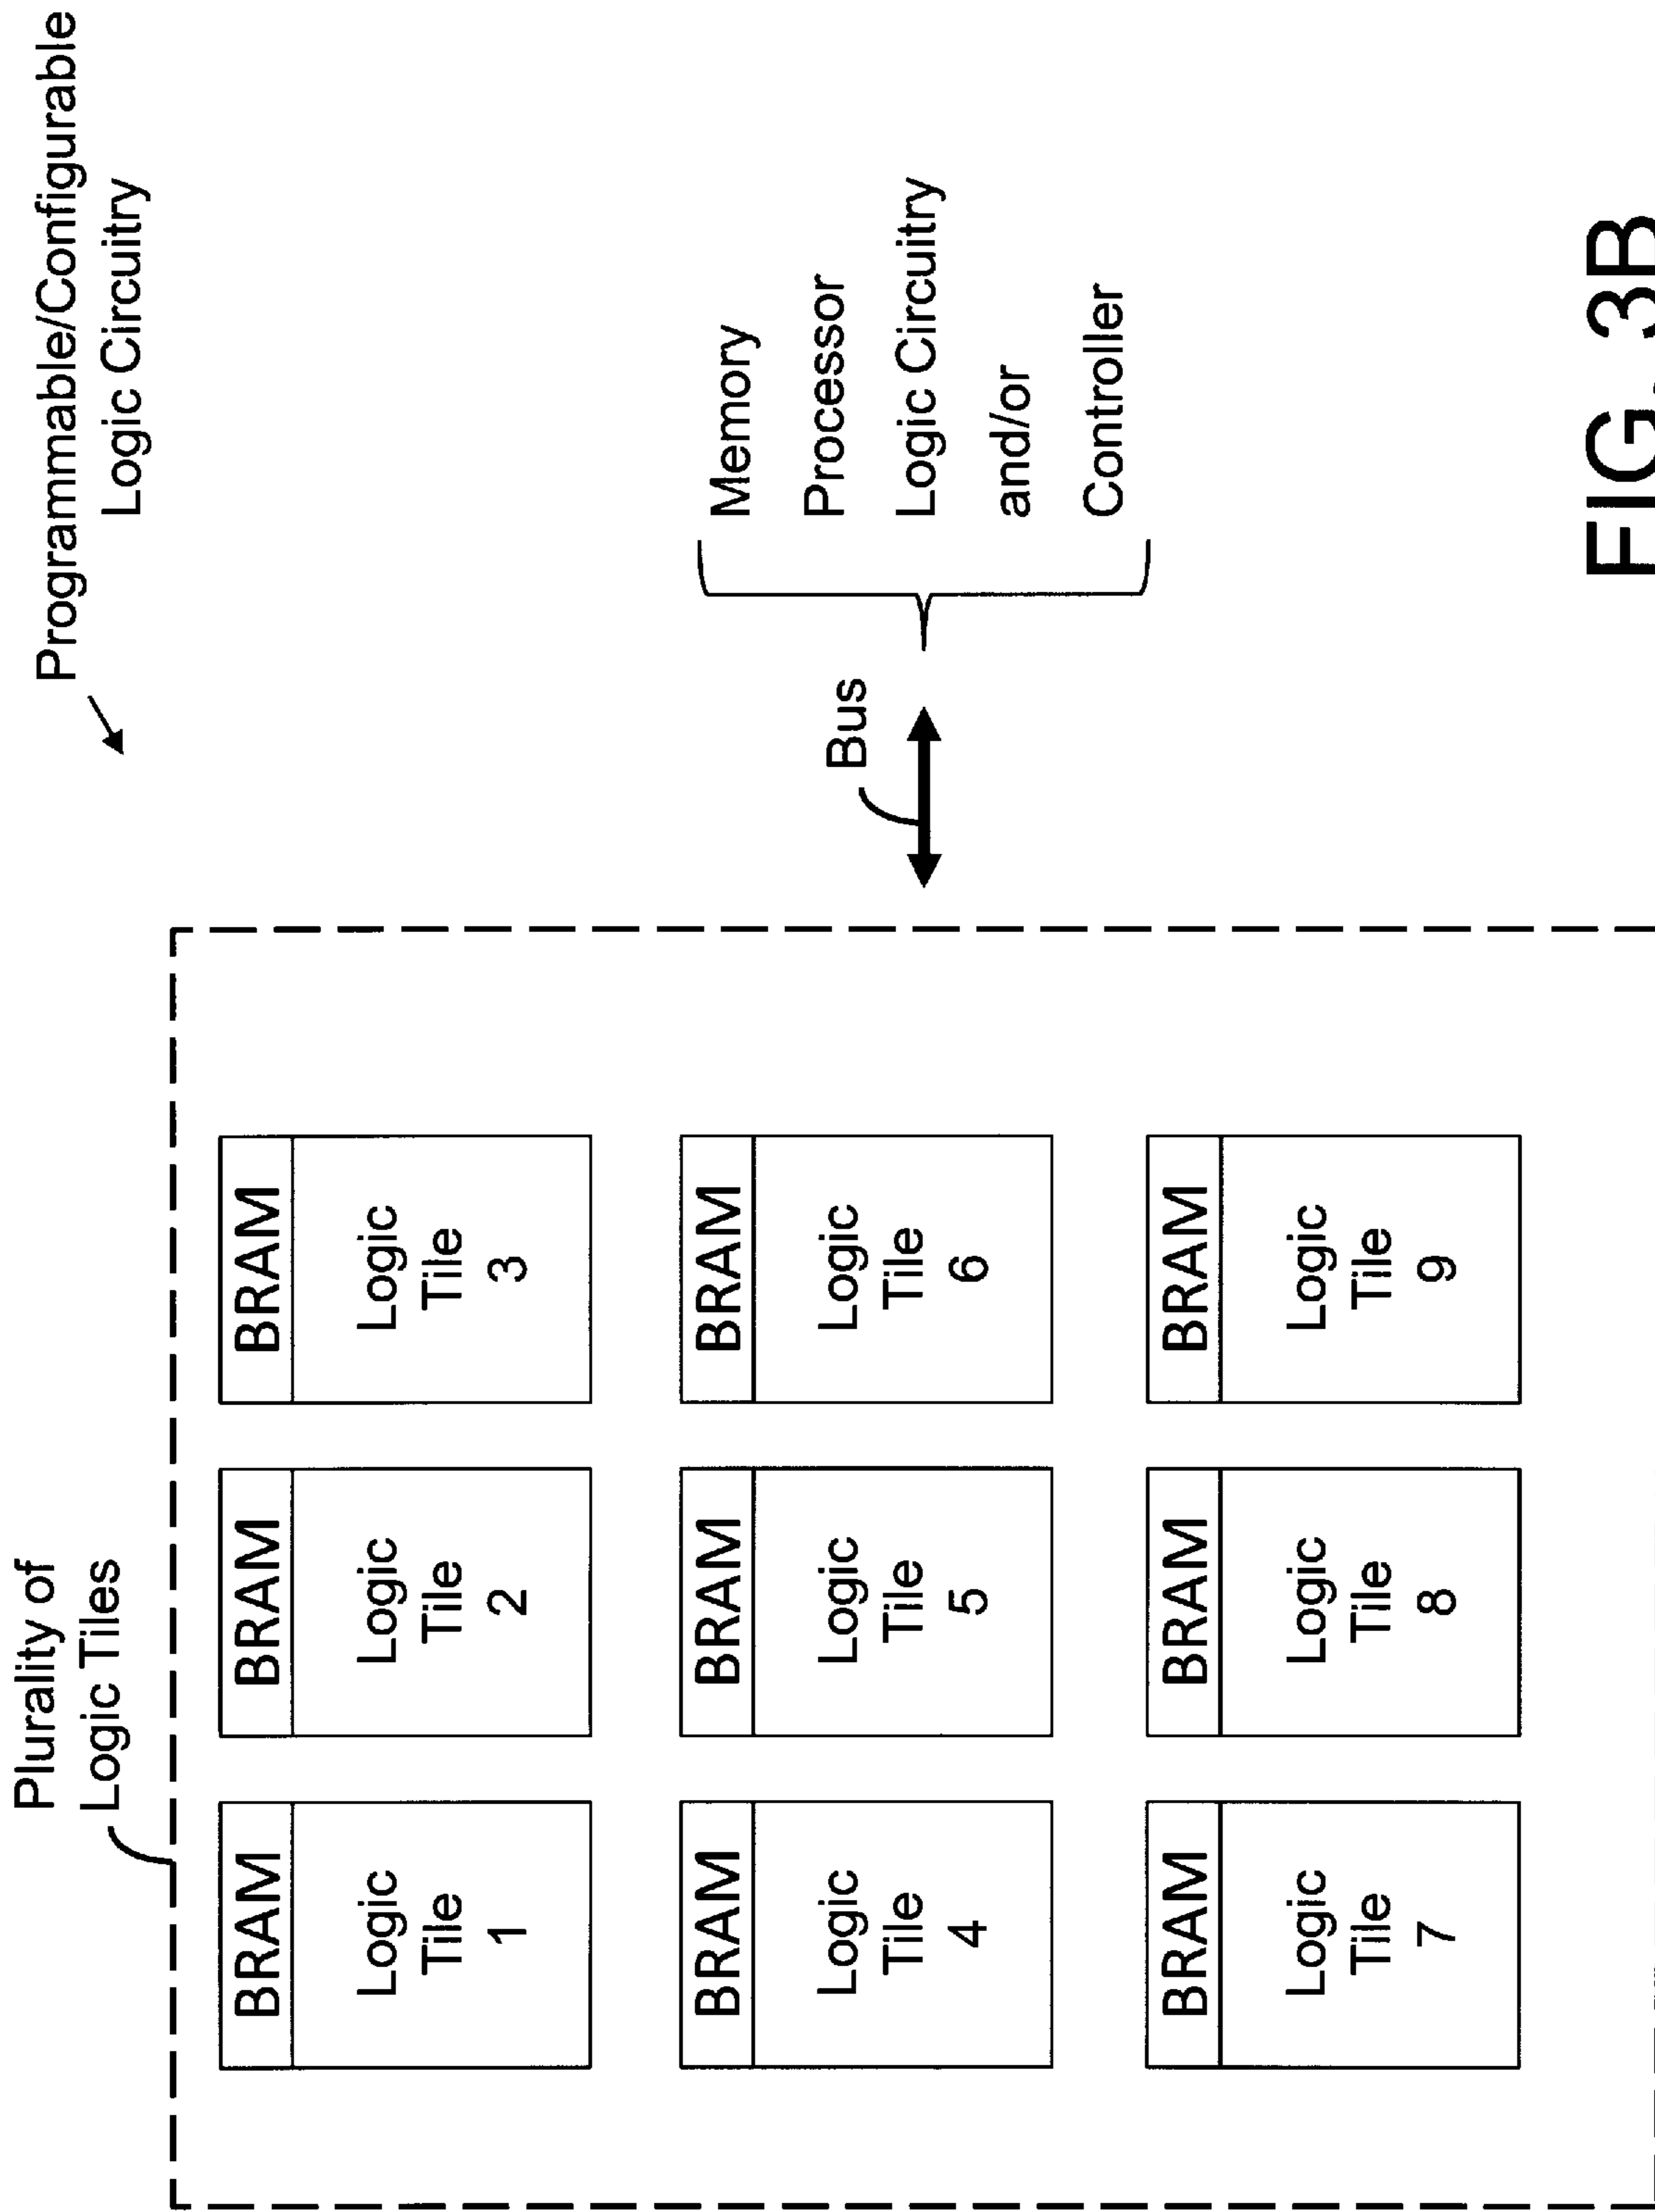 Programmable/Configurable
Logic Circuitry
Plurality of
Logic Tiles
BRAM
Logic
Tile
1
BRAM
Logic
Tile
2
BRAM
Logic
Tile
3
BRAM
Logic
Tile
4
BRAM
Logic
Tile
5
BRAM
Logic
Tile
6
BRAM
Logic
Tile
7
BRAM
Logic
Tile
8
BRAM
Logic
Tile
9
Bus
Memory
Processor
Logic Circuitry
and/or
Controller
FIG. 3B